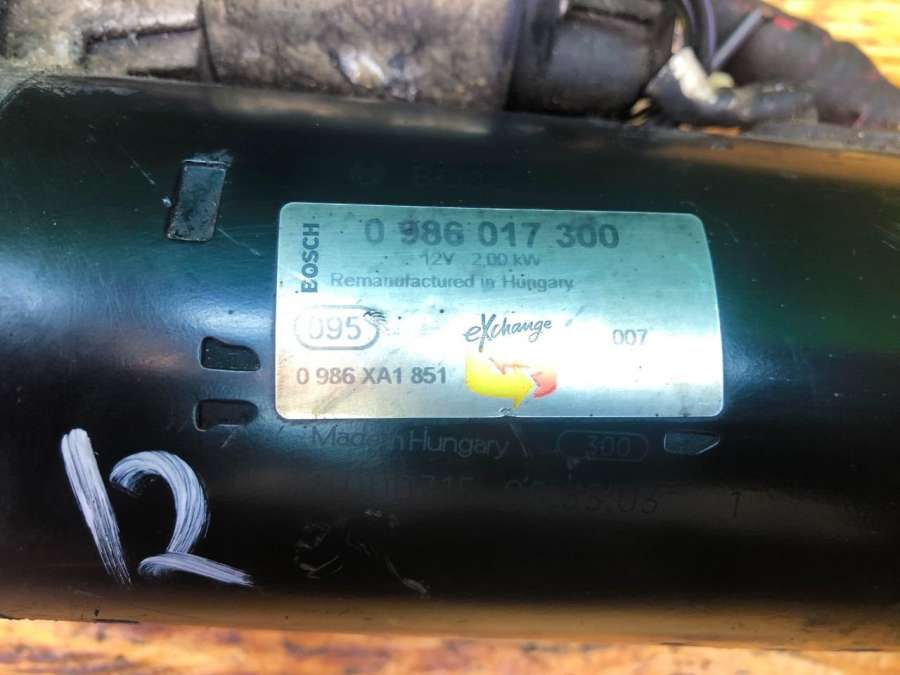 BOSCH
0 986 017 300
12V 2,00 kW
Remanufactured in Hungary
095
eXchange
007
0 986 XA1 851
Made in Hungary
300
1
12